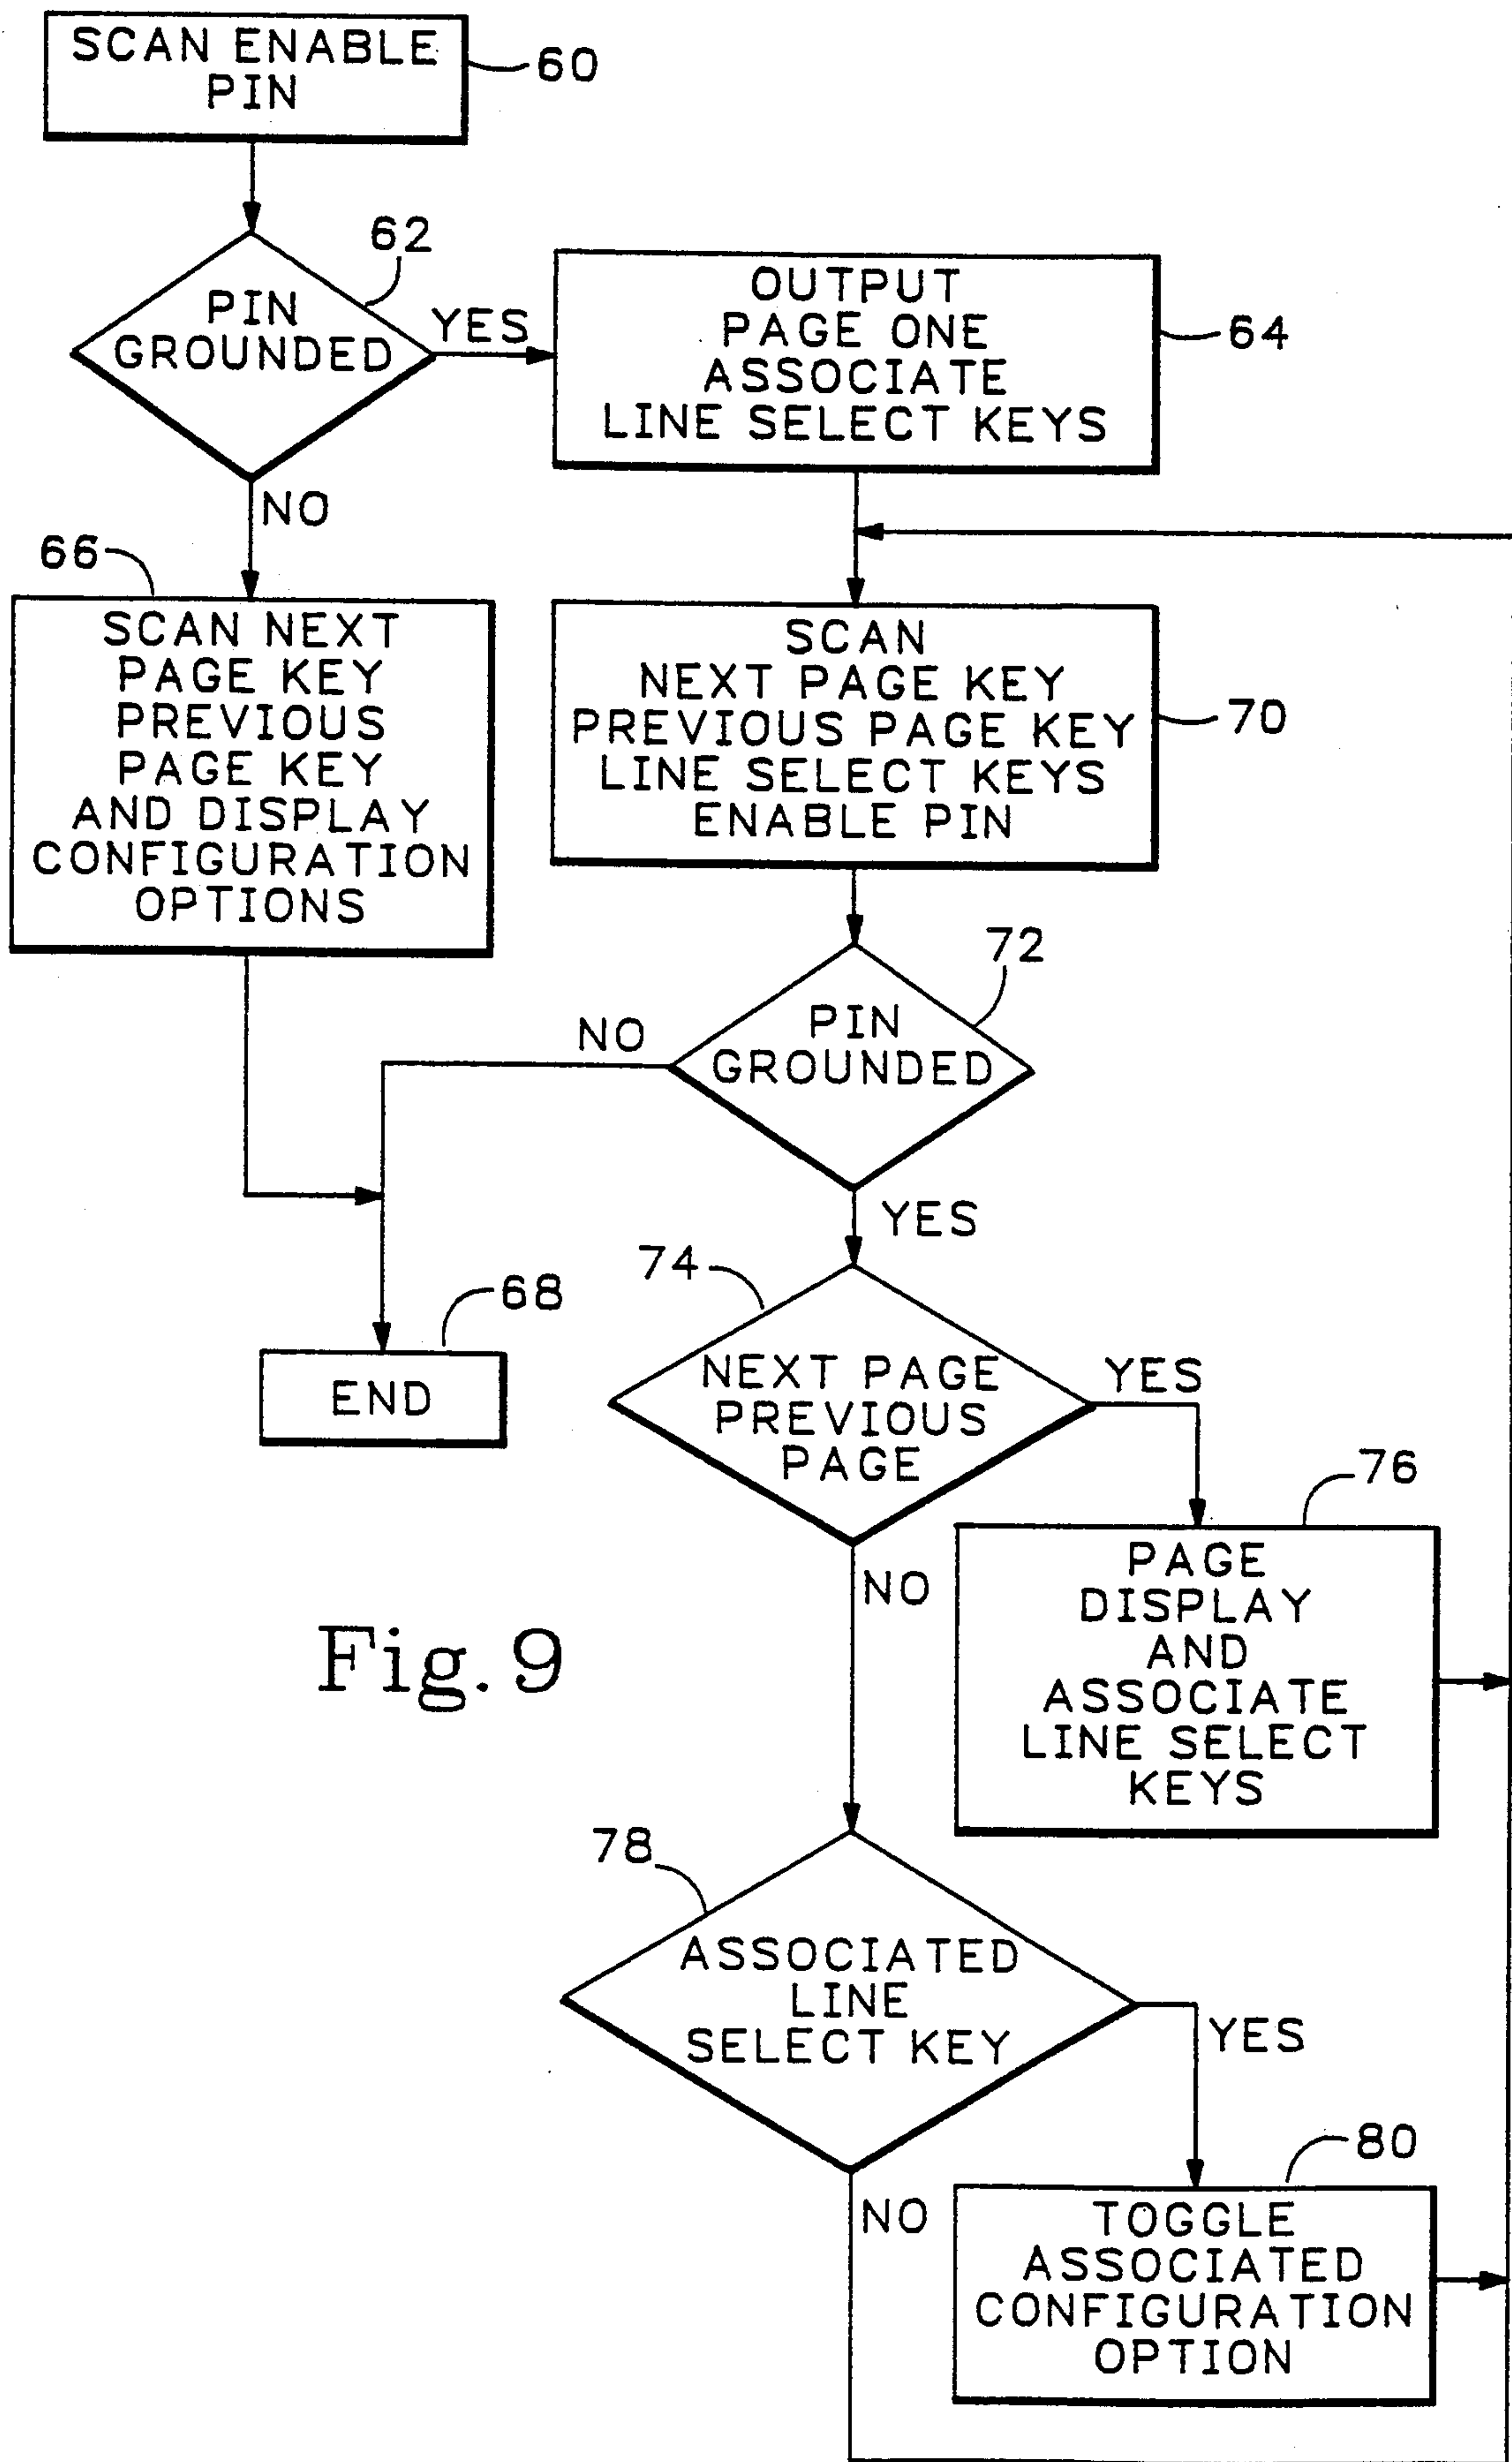 SCAN ENABLE
PIN
60
62
PIN
GROUNDED
YES
NO
OUTPUT
PAGE ONE
ASSOCIATE
LINE SELECT KEYS
64
66
SCAN NEXT
PAGE KEY
PREVIOUS
PAGE KEY
AND DISPLAY
CONFIGURATION
OPTIONS
SCAN
NEXT PAGE KEY
PREVIOUS PAGE KEY
LINE SELECT KEYS
ENABLE PIN
70
72
PIN
GROUNDED
NO
YES
68
END
74
NEXT PAGE
PREVIOUS
PAGE
YES
NO
76
PAGE
DISPLAY
AND
ASSOCIATE
LINE SELECT
KEYS
Fig. 9
78
ASSOCIATED
LINE
SELECT KEY
YES
NO
80
TOGGLE
ASSOCIATED
CONFIGURATION
OPTION